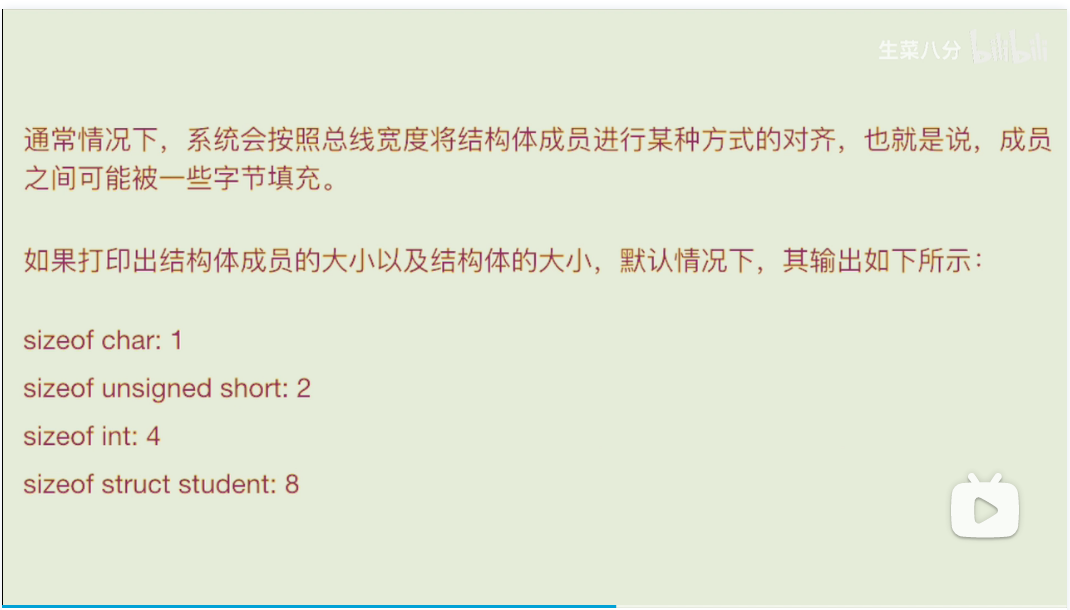 生菜八分 bilibili
通常情况下，系统会按照总线宽度将结构体成员进行某种方式的对齐，也就是说，成员
之间可能被一些字节填充。
如果打印出结构体成员的大小以及结构体的大小，默认情况下，其输出如下所示：
sizeof char: 1
sizeof unsigned short: 2
sizeof int: 4
sizeof struct student: 8